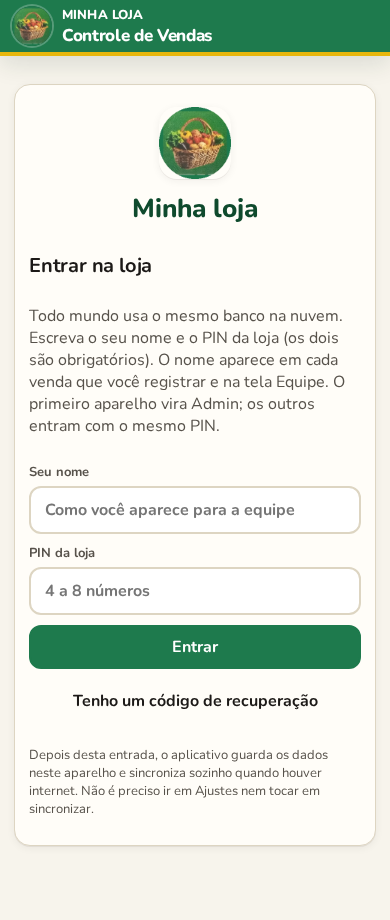 MINHA LOJA
Controle de Vendas
Minha loja
Entrar na loja
Todo mundo usa o mesmo banco na nuvem.
Escreva o seu nome e o PIN da loja (os dois
são obrigatórios). O nome aparece em cada
venda que você registrar e na tela Equipe. O
primeiro aparelho vira Admin; os outros
entram com o mesmo PIN.
Seu nome
Como você aparece para a equipe
PIN da loja
4 a 8 números
Entrar
Tenho um código de recuperação
Depois desta entrada, o aplicativo guarda os dados
neste aparelho e sincroniza sozinho quando houver
internet. Não é preciso ir em Ajustes nem tocar em
sincronizar.